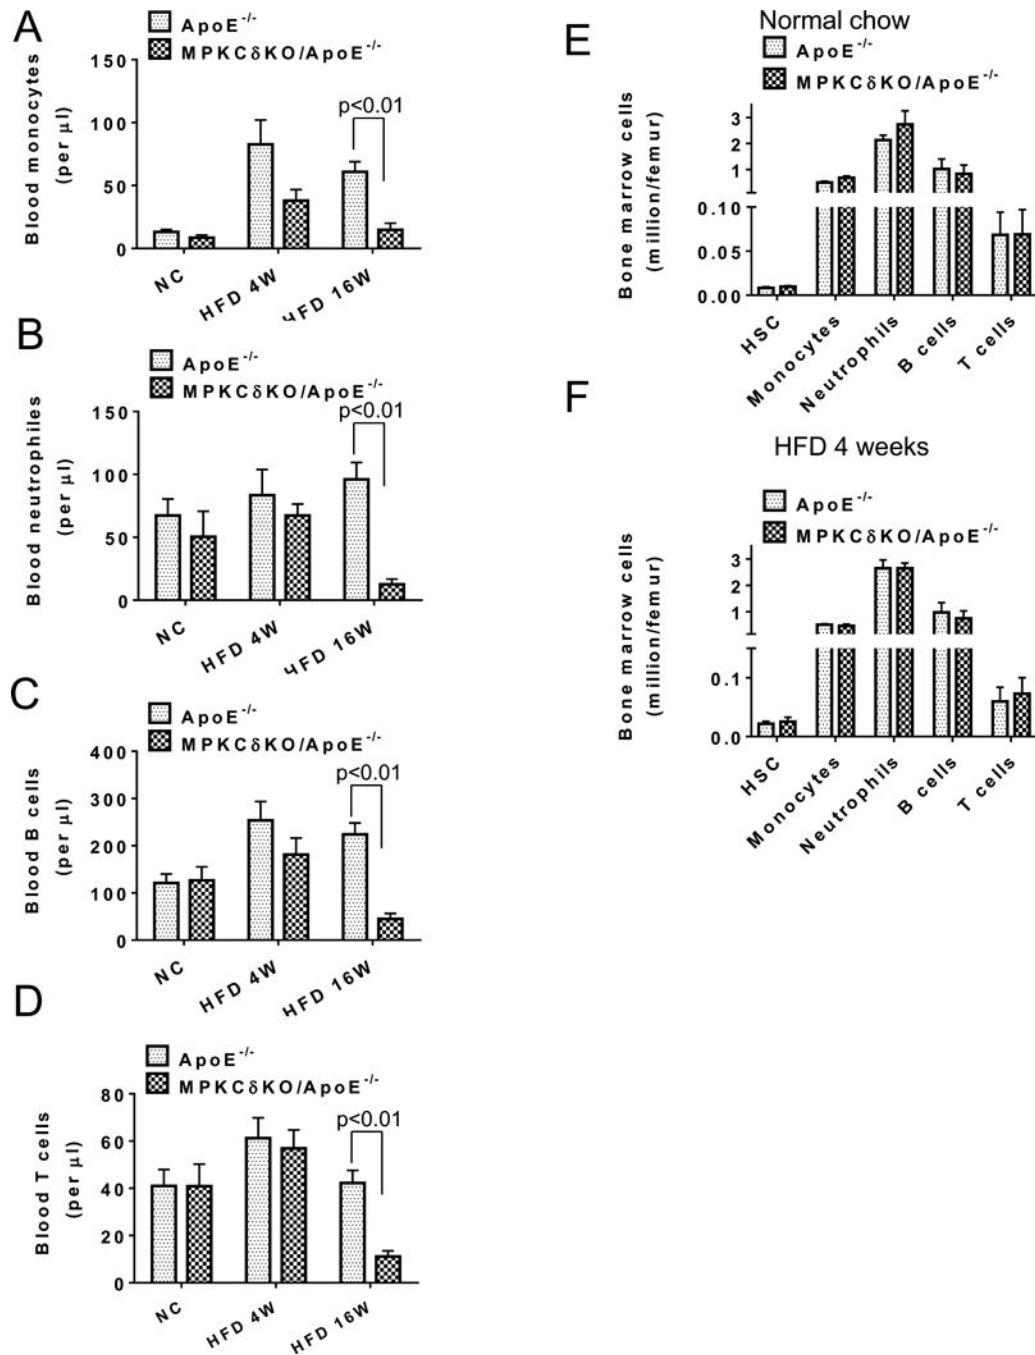 A
ApoE-/-
MPKCδKO/ApoE-/-
Blood monocytes
(per µl)
150
100
50
0
p<0.01
NC
HFD 4W
HFD 16W
B
ApoE-/-
MPKCδKO/ApoE-/-
Blood neutrophiles
(per µl)
150
100
50
0
p<0.01
NC
HFD 4W
HFD 16W
C
ApoE-/-
MPKCδKO/ApoE-/-
Blood B cells
(per µl)
400
300
200
100
0
p<0.01
NC
HFD 4W
HFD 16W
D
ApoE-/-
MPKCδKO/ApoE-/-
Blood T cells
(per µl)
80
60
40
20
0
p<0.01
NC
HFD 4W
HFD 16W
E
Normal chow
ApoE-/-
MPKCδKO/ApoE-/-
Bone marrow cells
(million/femur)
3
2
1
0.10
0.05
0.00
HSC
Monocytes
Neutrophils
B cells
T cells
F
HFD 4 weeks
ApoE-/-
MPKCδKO/ApoE-/-
Bone marrow cells
(million/femur)
3
2
1
0.1
0.0
HSC
Monocytes
Neutrophils
B cells
T cells